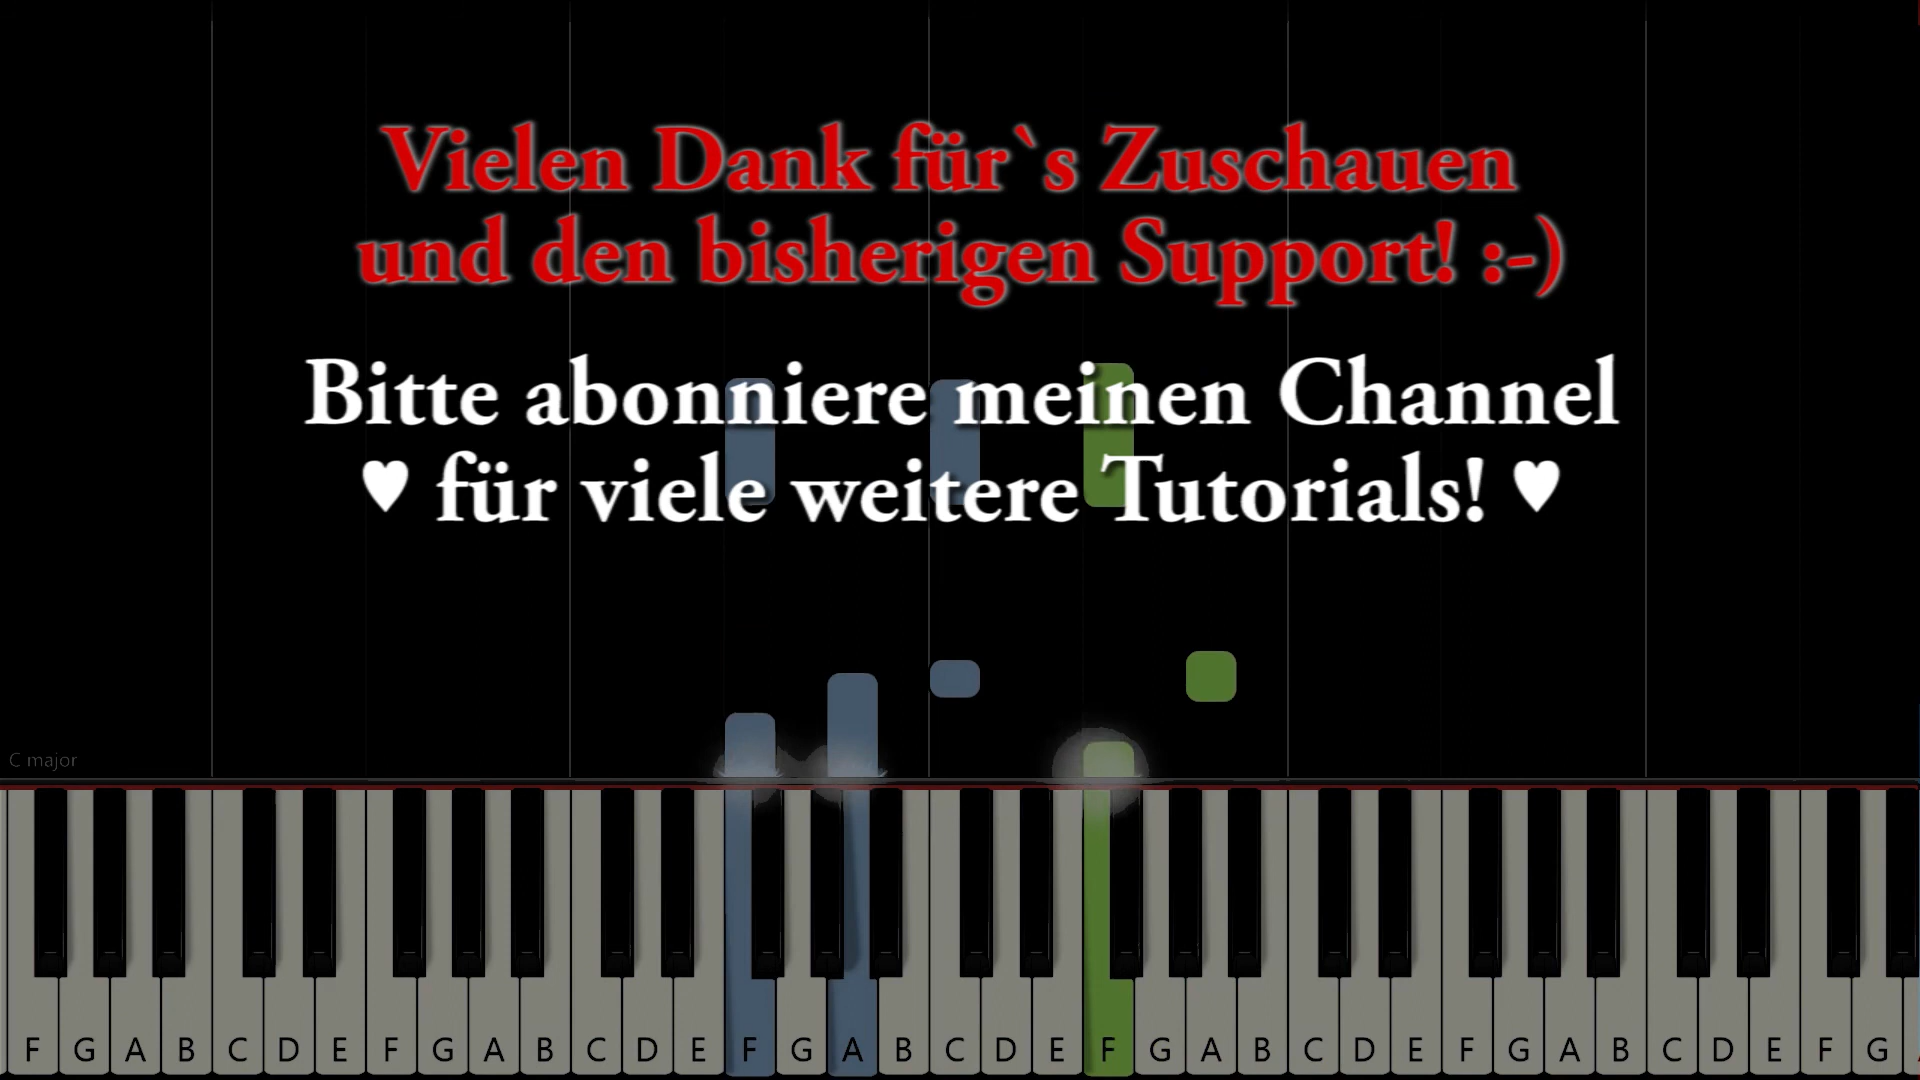 Vielen Dank für`s Zuschauen
und den bisherigen Support! :-)
Bitte abonniere meinen Channel
♥ für viele weitere Tutorials! ♥
C major
F G A B C D E F G A B C D E F G A B C D E F G A B C D E F G A B C D E F G